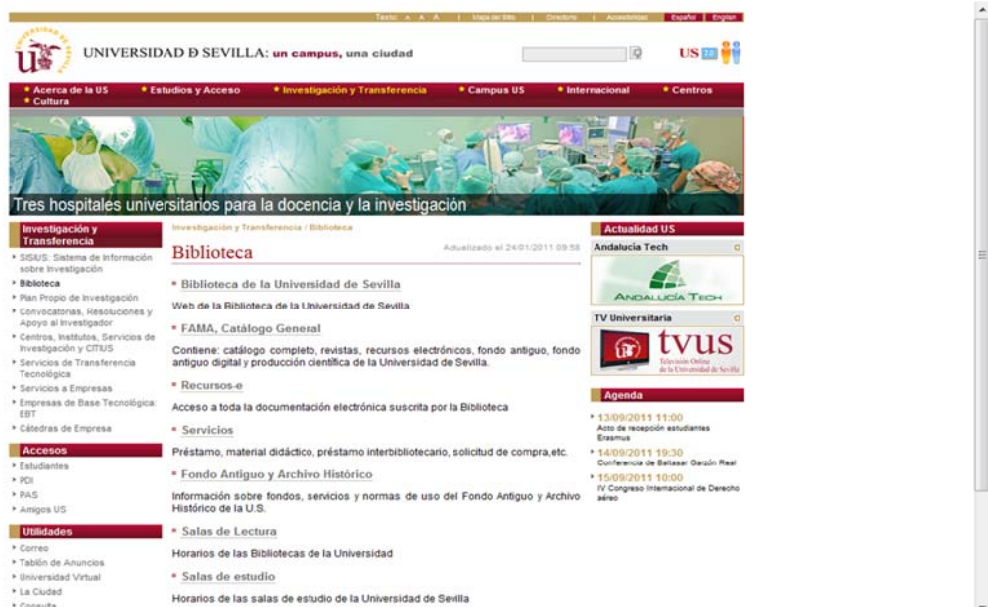 Texto: A A A | Mapa del Sitio | Directorio | Accesibilidad Español English
UNIVERSIDAD Đ SEVILLA: un campus, una ciudad
US
Acerca de la US Estudios y Acceso Investigación y Transferencia Campus US Internacional Centros
Cultura
Tres hospitales universitarios para la docencia y la investigación
Investigación y
Transferencia
SISIUS: Sistema de Información
sobre Investigación
Biblioteca
Plan Propio de Investigación
Convocatorias, Resoluciones y
Apoyo al Investigador
Centros, Institutos, Servicios de
Investigación y CITIUS
Servicios de Transferencia
Tecnológica
Servicios a Empresas
Empresas de Base Tecnológica:
EBT
Cátedras de Empresa
Accesos
Estudiantes
PDI
PAS
Amigos US
Utilidades
Correo
Tablón de Anuncios
Universidad Virtual
La Ciudad
Consulta
Investigación y Transferencia / Biblioteca
Biblioteca
Actualizado el 24/01/2011 09:58
Biblioteca de la Universidad de Sevilla
Web de la Biblioteca de la Universidad de Sevilla
FAMA, Catálogo General
Contiene: catálogo completo, revistas, recursos electrónicos, fondo antiguo, fondo
antiguo digital y producción científica de la Universidad de Sevilla.
Recursos-e
Acceso a toda la documentación electrónica suscrita por la Biblioteca
Servicios
Préstamo, material didáctico, préstamo interbibliotecario, solicitud de compra,etc.
Fondo Antiguo y Archivo Histórico
Información sobre fondos, servicios y normas de uso del Fondo Antiguo y Archivo
Histórico de la U.S.
Salas de Lectura
Horarios de las Bibliotecas de la Universidad
Salas de estudio
Horarios de las salas de estudio de la Universidad de Sevilla
Actualidad US
Andalucía Tech
ANDALUCÍA TECH
TV Universitaria
tvus
Televisión Online
de la Universidad de Sevilla
Agenda
13/09/2011 11:00
Acto de recepción estudiantes
Erasmus
14/09/2011 19:30
Conferencia de Baltasar Garzón Real
15/09/2011 10:00
IV Congreso Internacional de Derecho
aéreo